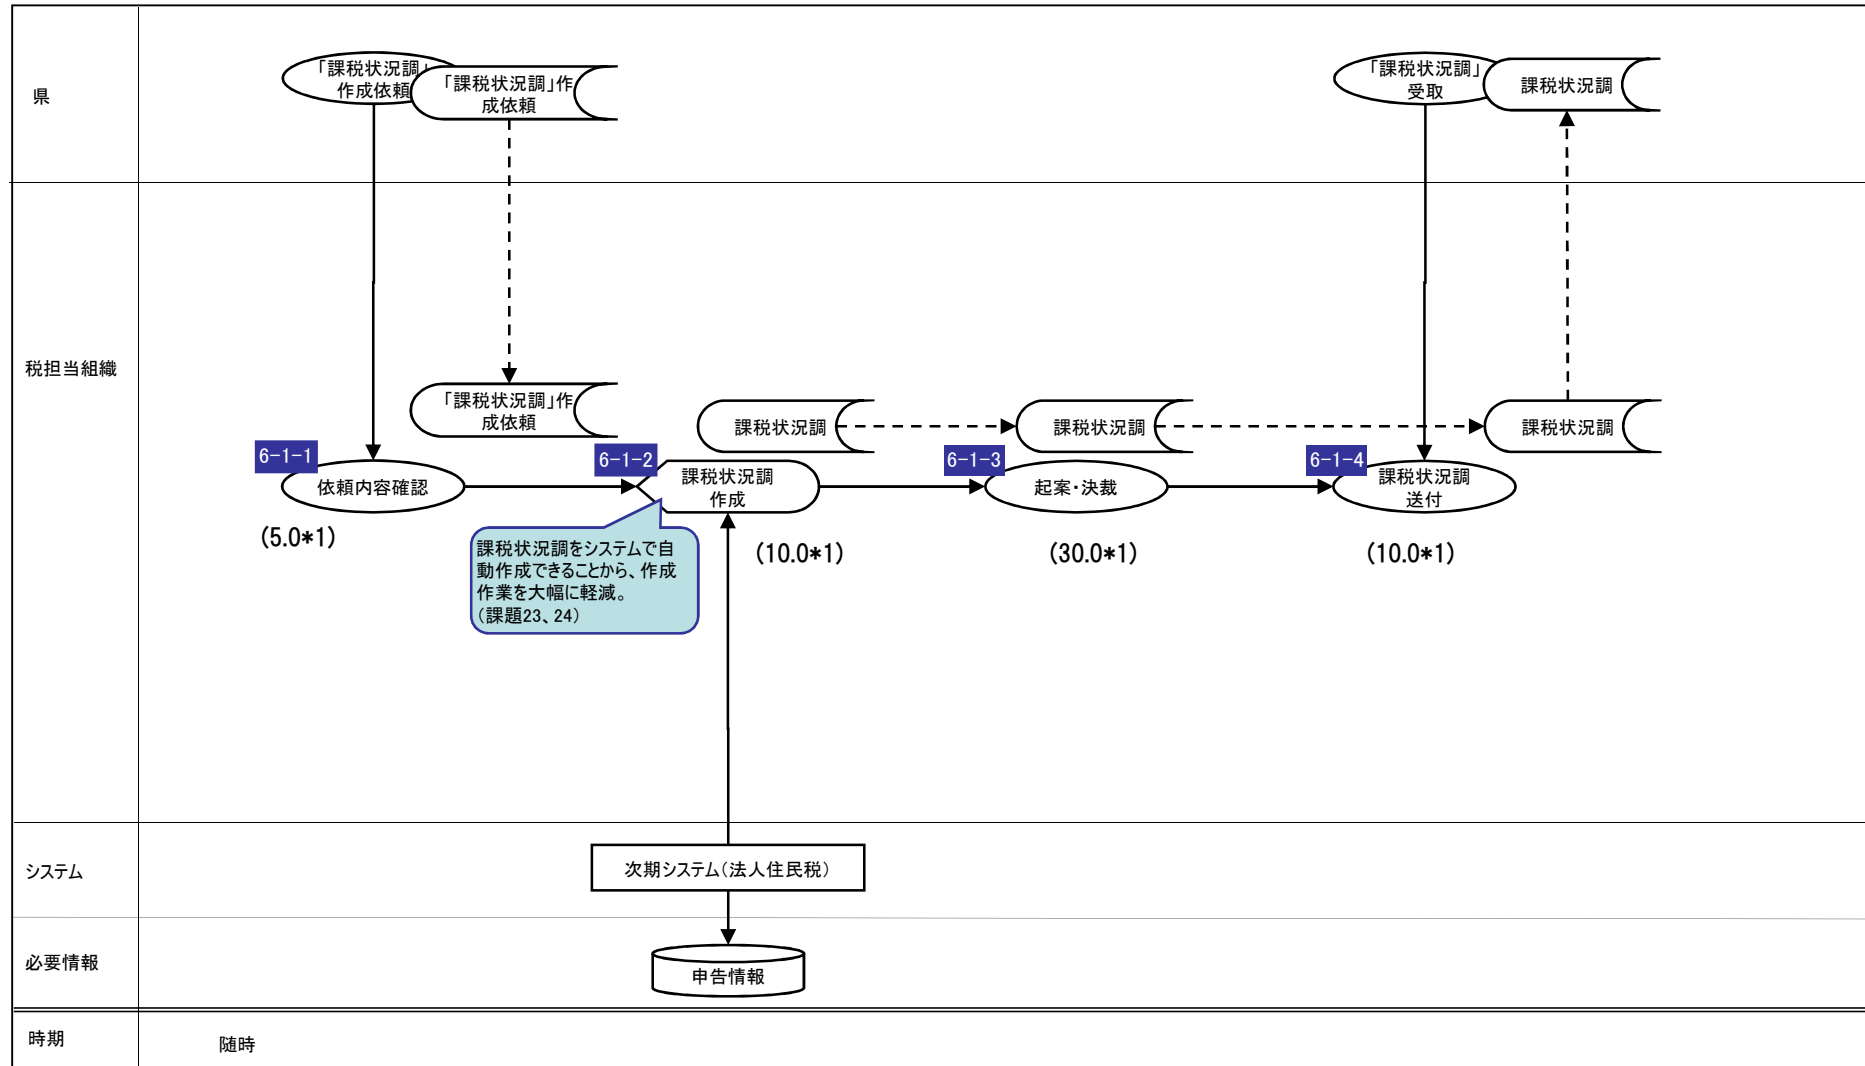 県
「課税状況調」
作成依頼
「課税状況調」作
成依頼
「課税状況調」
受取
課税状況調
税担当組織
「課税状況調」作
成依頼
課税状況調
課税状況調
課税状況調
6-1-1
依頼内容確認
(5.0*1)
6-1-2
課税状況調
作成
(10.0*1)
課税状況調をシステムで自
動作成できることから、作成
作業を大幅に軽減。
（課題23、24）
6-1-3
起案・決裁
(30.0*1)
6-1-4
課税状況調
送付
(10.0*1)
システム
次期システム（法人住民税）
必要情報
申告情報
時期
随時